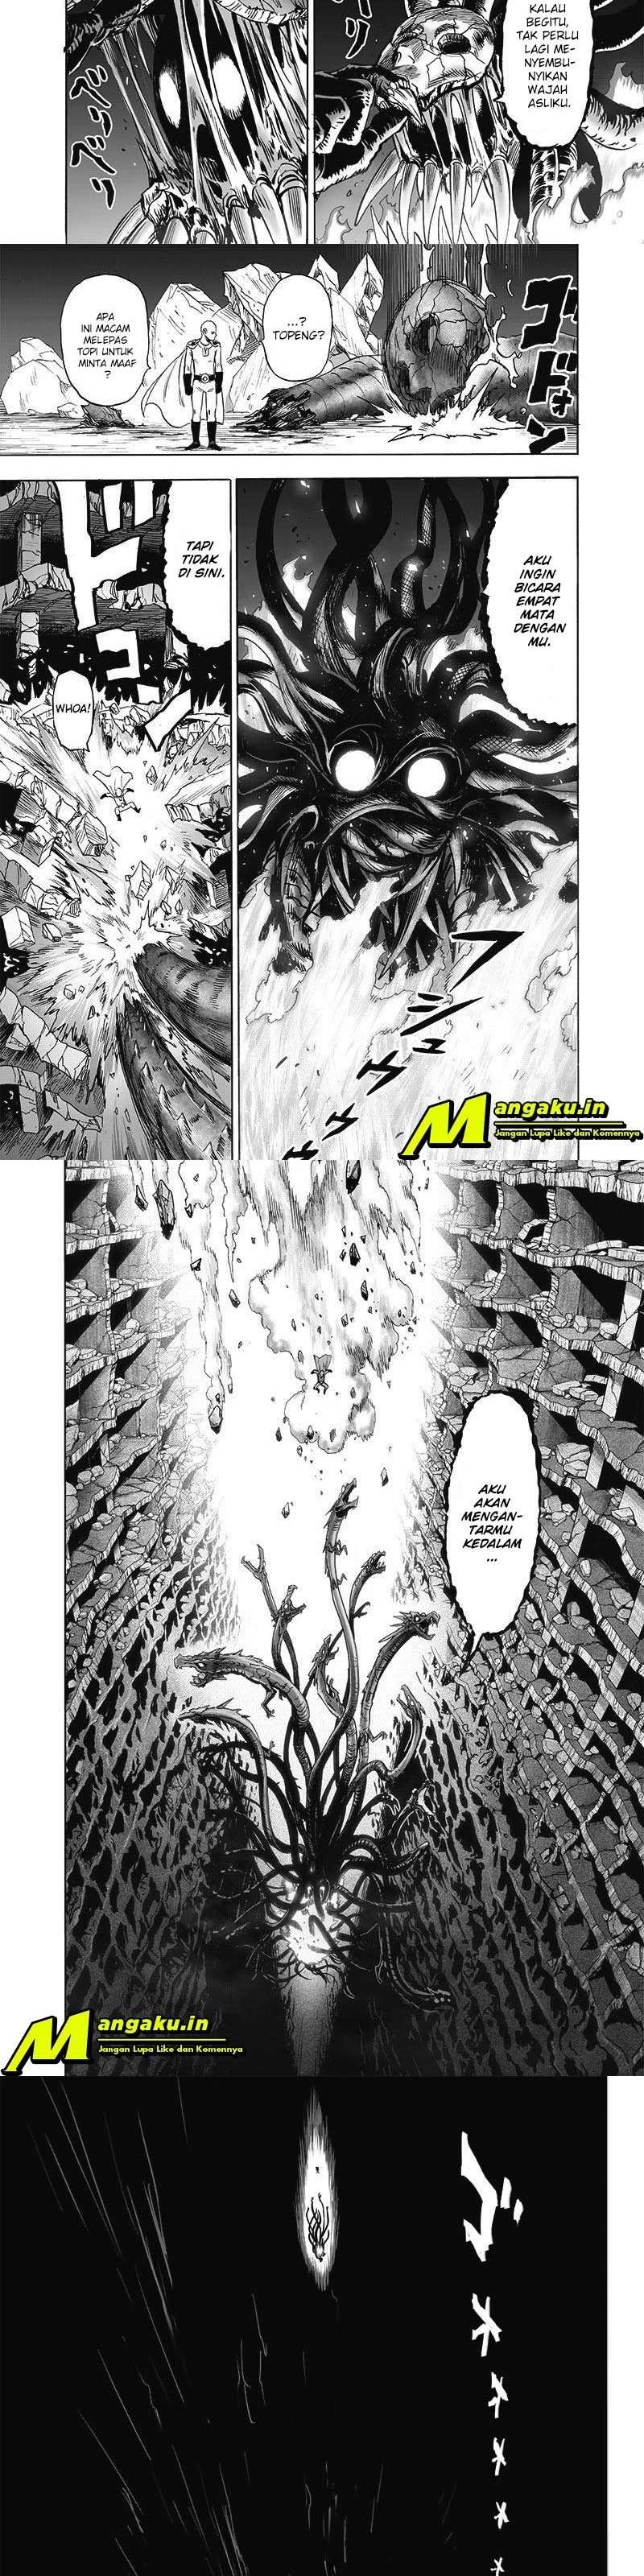 KALAU
BEGITU,
TAK PERLU
LAGI ME-
NYEMBU-
NYIKAN
WAJAH
ASLIKU.
...?
TOPENG?
APA
INI MACAM
MELEPAS
TOPI UNTUK
MINTA MAAF
?
AKU
INGIN
BICARA
EMPAT
MATA
DENGAN
MU.
TAPI
TIDAK
DI SINI.
WHOA!
Mangaku.in
Jangan Lupa Like dan Komennya
AKU
AKAN
MENGAN-
TARMU
KEDALAM
...
Mangaku.in
Jangan Lupa Like dan Komennya